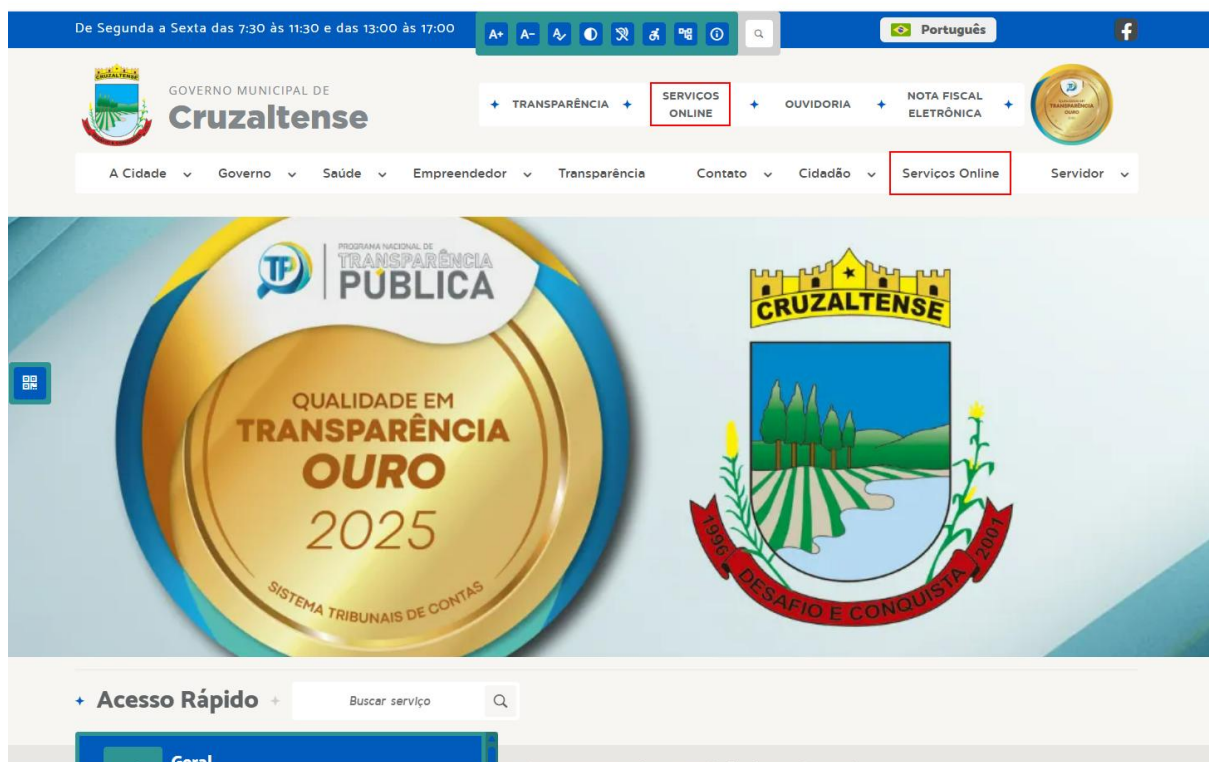 De Segunda a Sexta das 7:30 às 11:30 e das 13:00 às 17:00
A+ A-
Português
GOVERNO MUNICIPAL DE
Cruzaltense
TRANSPARÊNCIA
SERVIÇOS
ONLINE
OUVIDORIA
NOTA FISCAL
ELETRÔNICA
A Cidade
Governo
Saúde
Empreendedor
Transparência
Contato
Cidadão
Serviços Online
Servidor
TP
PROGRAMA NACIONAL DE
TRANSPARÊNCIA
PÚBLICA
QUALIDADE EM
TRANSPARÊNCIA
OURO
2025
SISTEMA TRIBUNAIS DE CONTAS
CRUZALTENSE
1996 DESAFIO E CONQUISTA 2001
Acesso Rápido
Buscar serviço
Geral